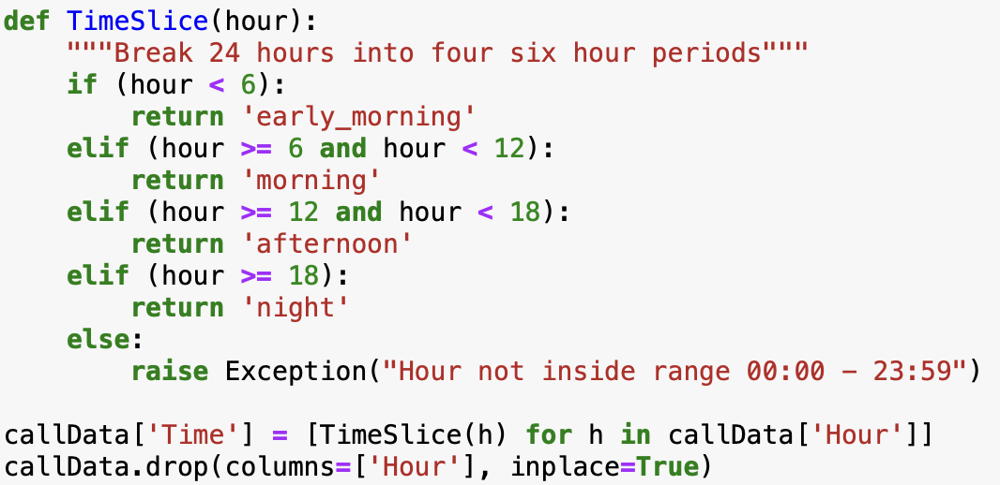 def TimeSlice(hour):
    """Break 24 hours into four six hour periods"""
    if (hour < 6):
        return 'early_morning'
    elif (hour >= 6 and hour < 12):
        return 'morning'
    elif (hour >= 12 and hour < 18):
        return 'afternoon'
    elif (hour >= 18):
        return 'night'
    else:
        raise Exception("Hour not inside range 00:00 – 23:59")

callData['Time'] = [TimeSlice(h) for h in callData['Hour']]
callData.drop(columns=['Hour'], inplace=True)